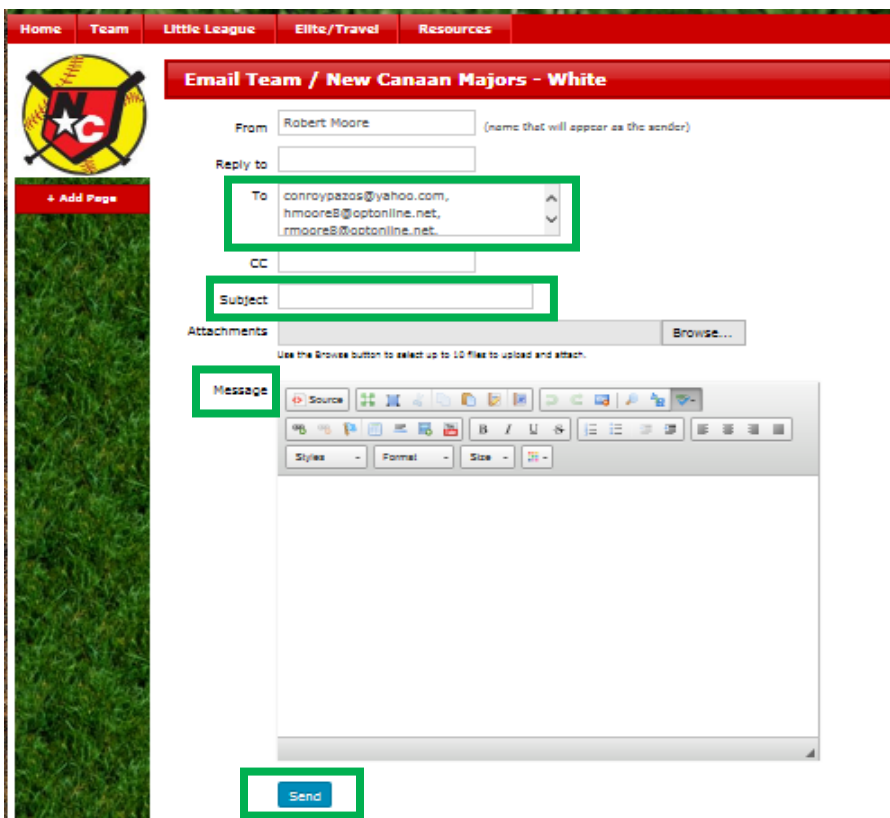 Home Team Little League Elite/Travel Resources
NC
Email Team / New Canaan Majors - White
+ Add Page
From Robert Moore (name that will appear as the sender)
Reply to
To conroypazos@yahoo.com,
hmoore8@optonline.net,
rmoore8@optonline.net,
CC
Subject
Attachments Browse...
Use the Browse button to select up to 10 files to upload and attach.
Message
Source
B I U S
Styles Format Size
Send